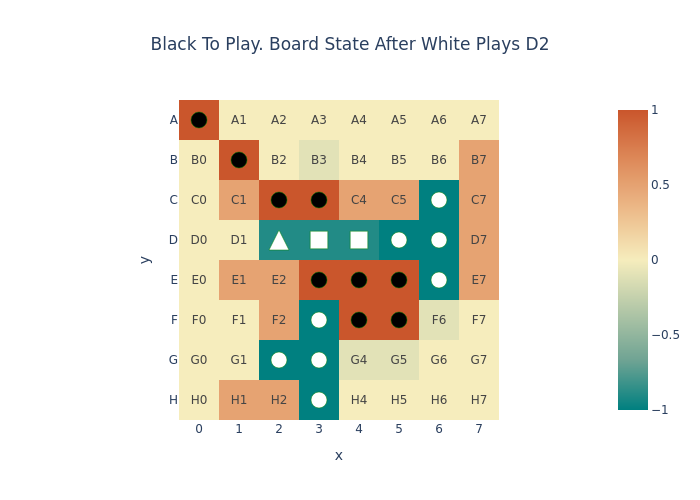 Black To Play. Board State After White Plays D2
A A1 A2 A3 A4 A5 A6 A7
B B0 B2 B3 B4 B5 B6 B7
C C0 C1 C4 C5 C7
D D0 D1 D7
E E0 E1 E2 E7
F F0 F1 F2 F6 F7
G G0 G1 G4 G5 G6 G7
H H0 H1 H2 H4 H5 H6 H7
0 1 2 3 4 5 6 7
x
y
1
0.5
0
−0.5
−1